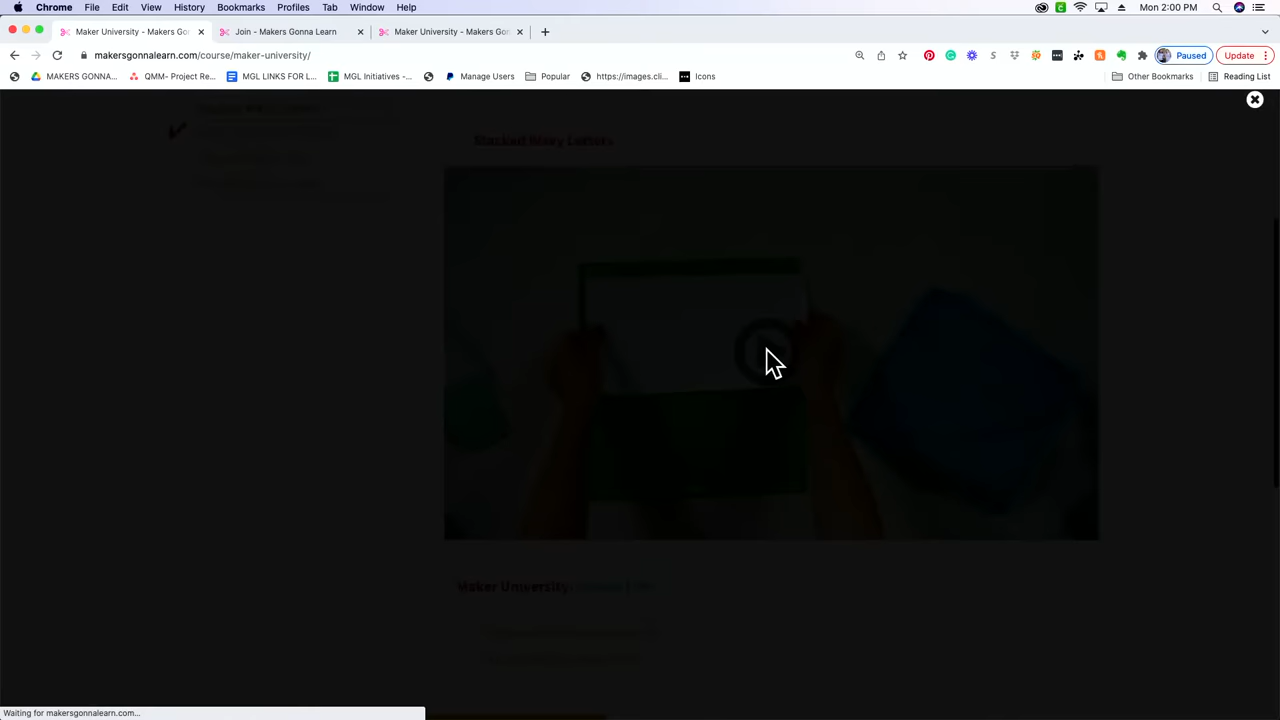 Chrome File Edit View History Bookmarks Profiles Tab Window Help Mon 2:00 PM
Maker University - Makers Go Join - Makers Gonna Learn Maker University - Makers Go
makersgonnalearn.com/course/maker-university/ Paused Update
MAKERS GONNA... QMM- Project Re... MGL LINKS FOR L... MGL Initiatives -... Manage Users Popular https://images.cli... Icons Other Bookmarks Reading List
Stacked Heavy Letters
Maker University
Waiting for makersgonnalearn.com...